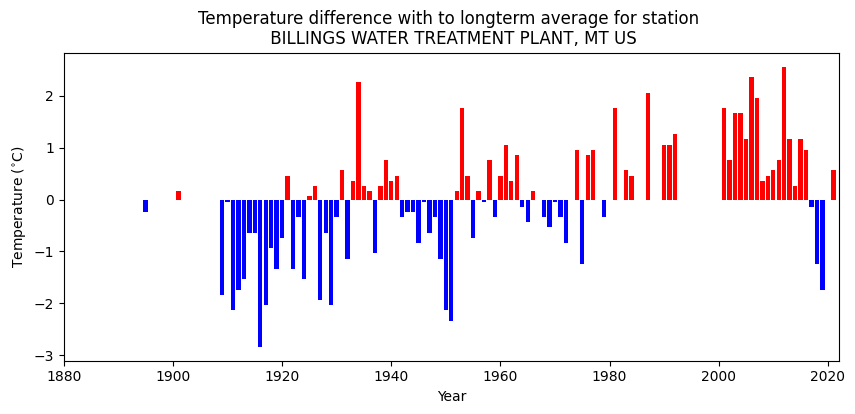 Temperature difference with to longterm average for station
BILLINGS WATER TREATMENT PLANT, MT US
Temperature (°C)
2
1
0
−1
−2
−3
1880 1900 1920 1940 1960 1980 2000 2020
Year